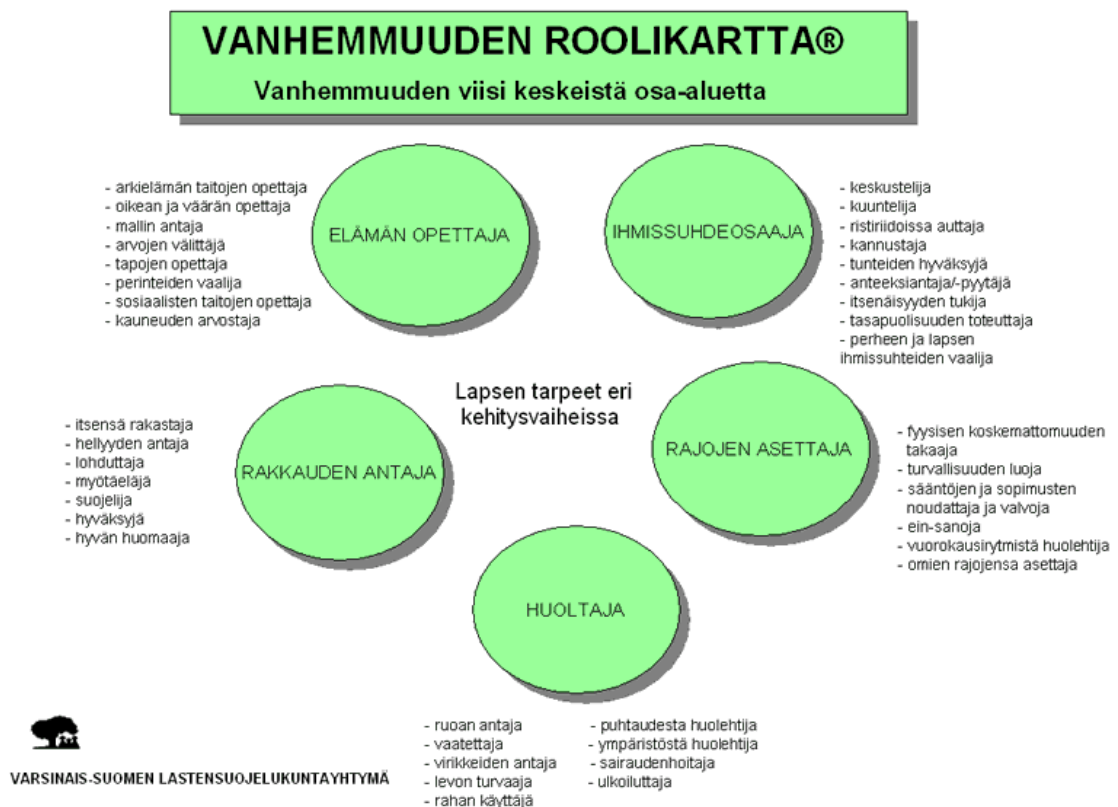 VANHEMMUUDEN ROOLIKARTTA®
Vanhemmuuden viisi keskeistä osa-aluetta
- arkielämän taitojen opettaja
- oikean ja väärän opettaja
- mallin antaja
- arvojen välittäjä
- tapojen opettaja
- perinteiden vaalija
- sosiaalisten taitojen opettaja
- kauneuden arvostaja
ELÄMÄN OPETTAJA
IHMISSUHDEOSAAJA
- keskustelija
- kuuntelija
- ristiriidoissa auttaja
- kannustaja
- tunteiden hyväksyjä
- anteeksiantaja/-pyytäjä
- itsenäisyyden tukija
- tasapuolisuuden toteuttaja
- perheen ja lapsen
ihmissuhteiden vaalija
Lapsen tarpeet eri
kehitysvaiheissa
- itsensä rakastaja
- hellyyden antaja
- lohduttaja
- myötäeläjä
- suojelija
- hyväksyjä
- hyvän huomaaja
RAKKAUDEN ANTAJA
RAJOJEN ASETTAJA
- fyysisen koskemattomuuden
takaaja
- turvallisuuden luoja
- sääntöjen ja sopimusten
noudattaja ja valvoja
- ein-sanoja
- vuorokausirytmistä huolehtija
- omien rajojensa asettaja
HUOLTAJA
- ruoan antaja
- vaatettaja
- virikkeiden antaja
- levon turvaaja
- rahan käyttäjä
- puhtaudesta huolehtija
- ympäristöstä huolehtija
- sairaudenhoitaja
- ulkoiluttaja
VARSINAIS-SUOMEN LASTENSUOJELUKUNTAYHTYMÄ